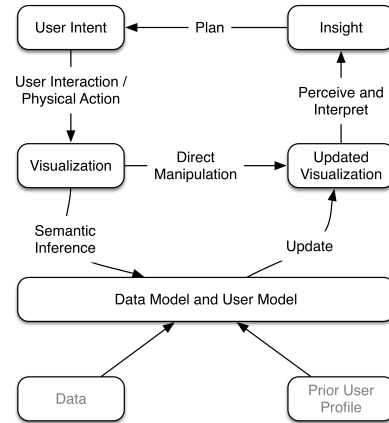 User Intent
Plan
Insight
User Interaction /
Physical Action
Perceive and
Interpret
Visualization
Direct
Manipulation
Updated
Visualization
Semantic
Inference
Update
Data Model and User Model
Data
Prior User
Profile